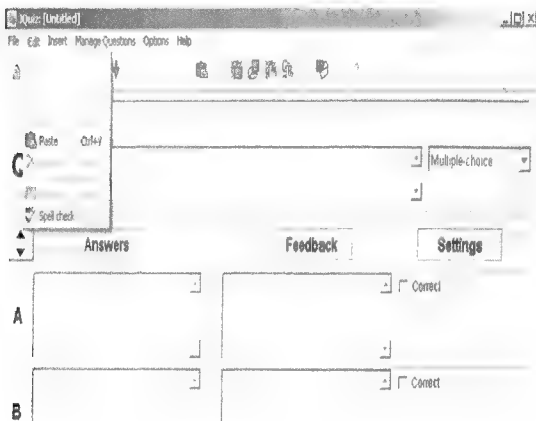 JQuiz: [Untitled]
File Edit Insert Manage Questions Options Help
Paste Ctrl+V
Multiple-choice
Spell check
Answers Feedback Settings
A Correct
B Correct